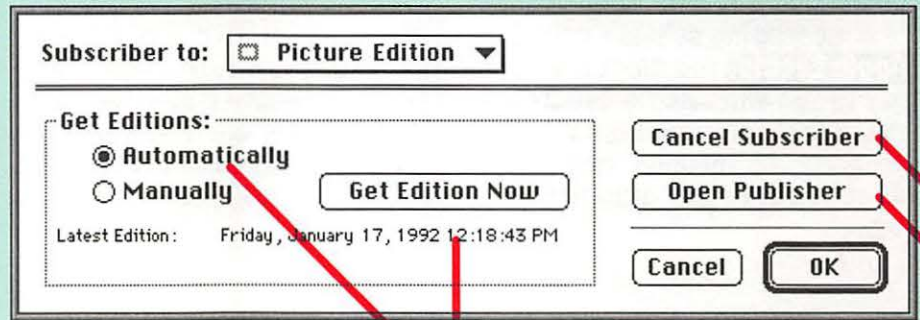 Subscriber to: Picture Edition
Get Editions:
Automatically
Manually
Get Edition Now
Latest Edition: Friday, January 17, 1992 12:18:43 PM
Cancel Subscriber
Open Publisher
Cancel
OK